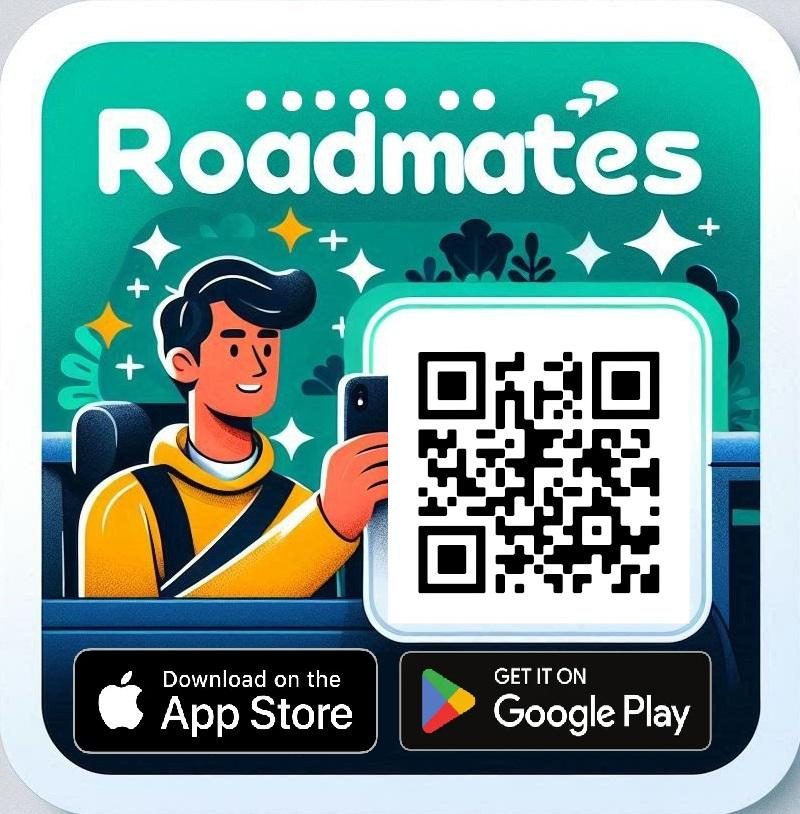 Roadmates
Download on the
App Store
GET IT ON
Google Play